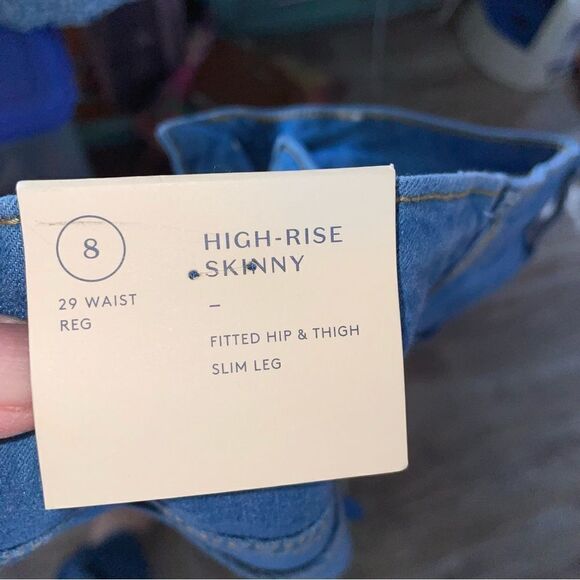 8
29 WAIST
REG
HIGH-RISE
SKINNY
–
FITTED HIP & THIGH
SLIM LEG